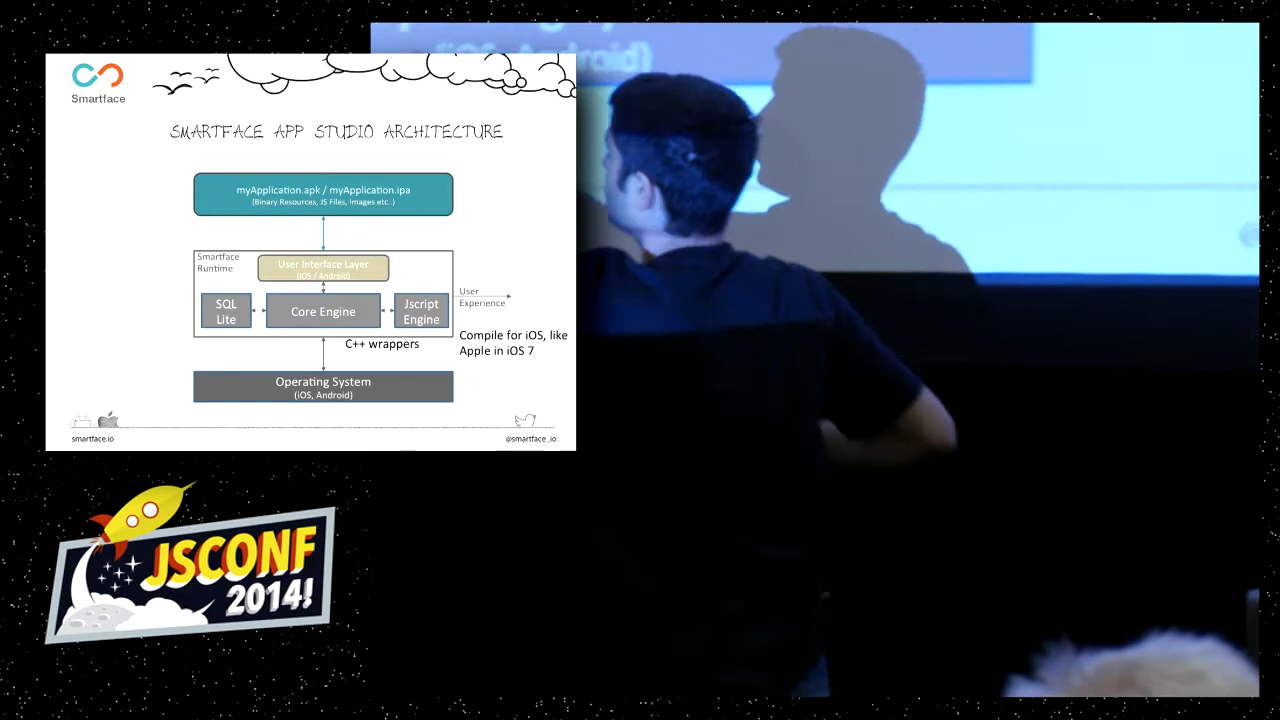 Smartface
SMARTFACE APP STUDIO ARCHITECTURE
myApplication.apk / myApplication.ipa
(Binary Resources, JS Files, Images etc..)
Smartface
Runtime
User Interface Layer
(iOS / Android)
SQL
Lite
Core Engine
Jscript
Engine
User
Experience
C++ wrappers
Compile for iOS, like
Apple in iOS 7
Operating System
(iOS, Android)
smartface.io
@smartface_io
(iOS, Android)
JSCONF
2014!